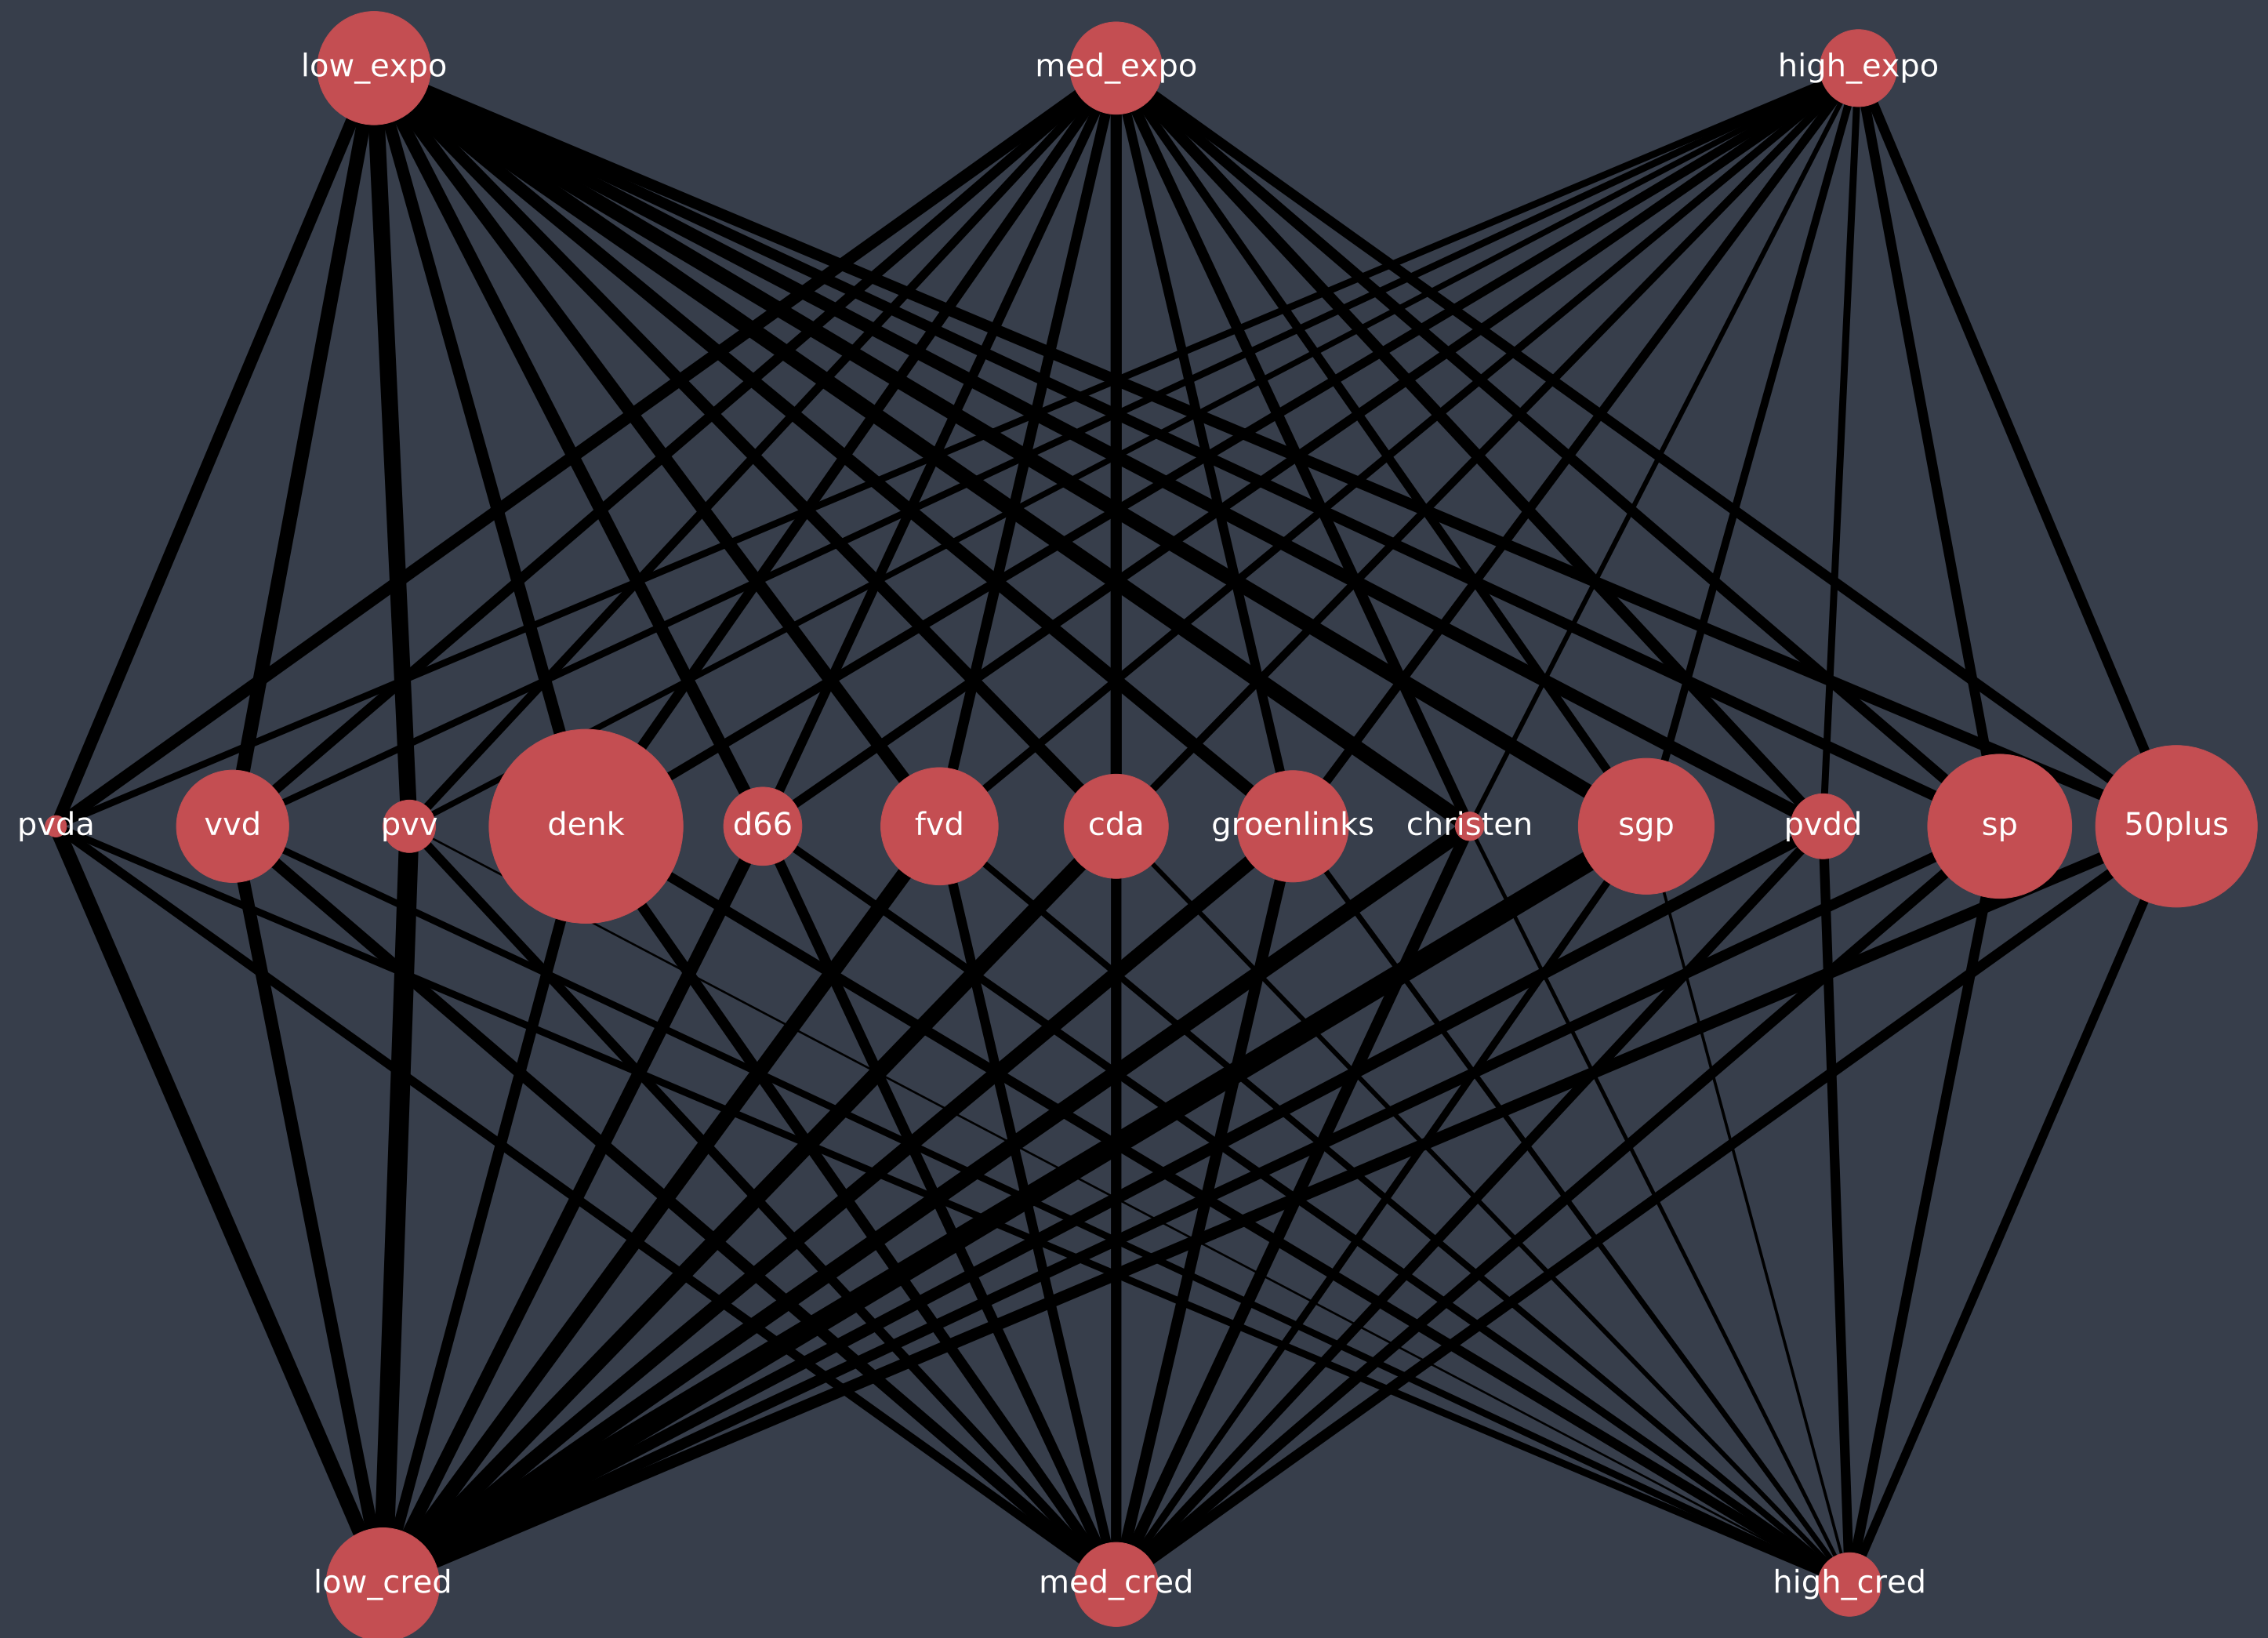 low_expo
med_expo
high_expo
pvda
vvd
pvv
denk
d66
fvd
cda
groenlinks
christen
sgp
pvdd
sp
50plus
low_cred
med_cred
high_cred